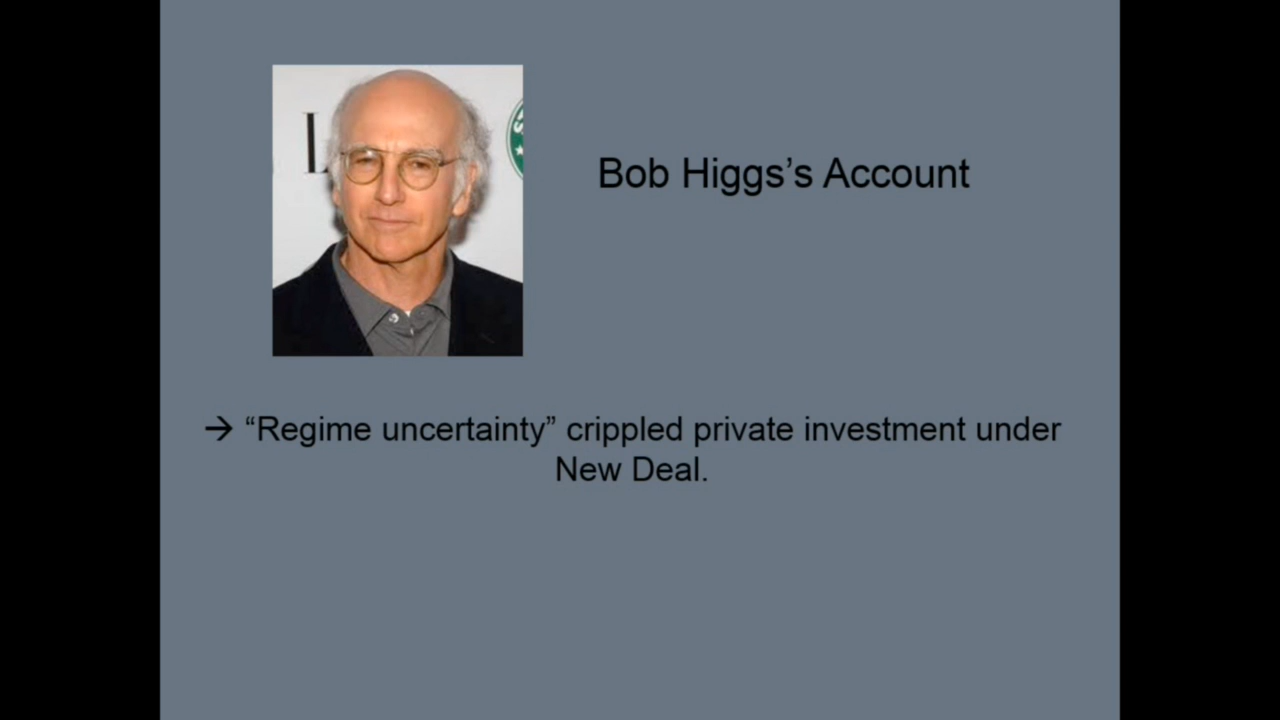 Bob Higgs’s Account
→ “Regime uncertainty” crippled private investment under
New Deal.